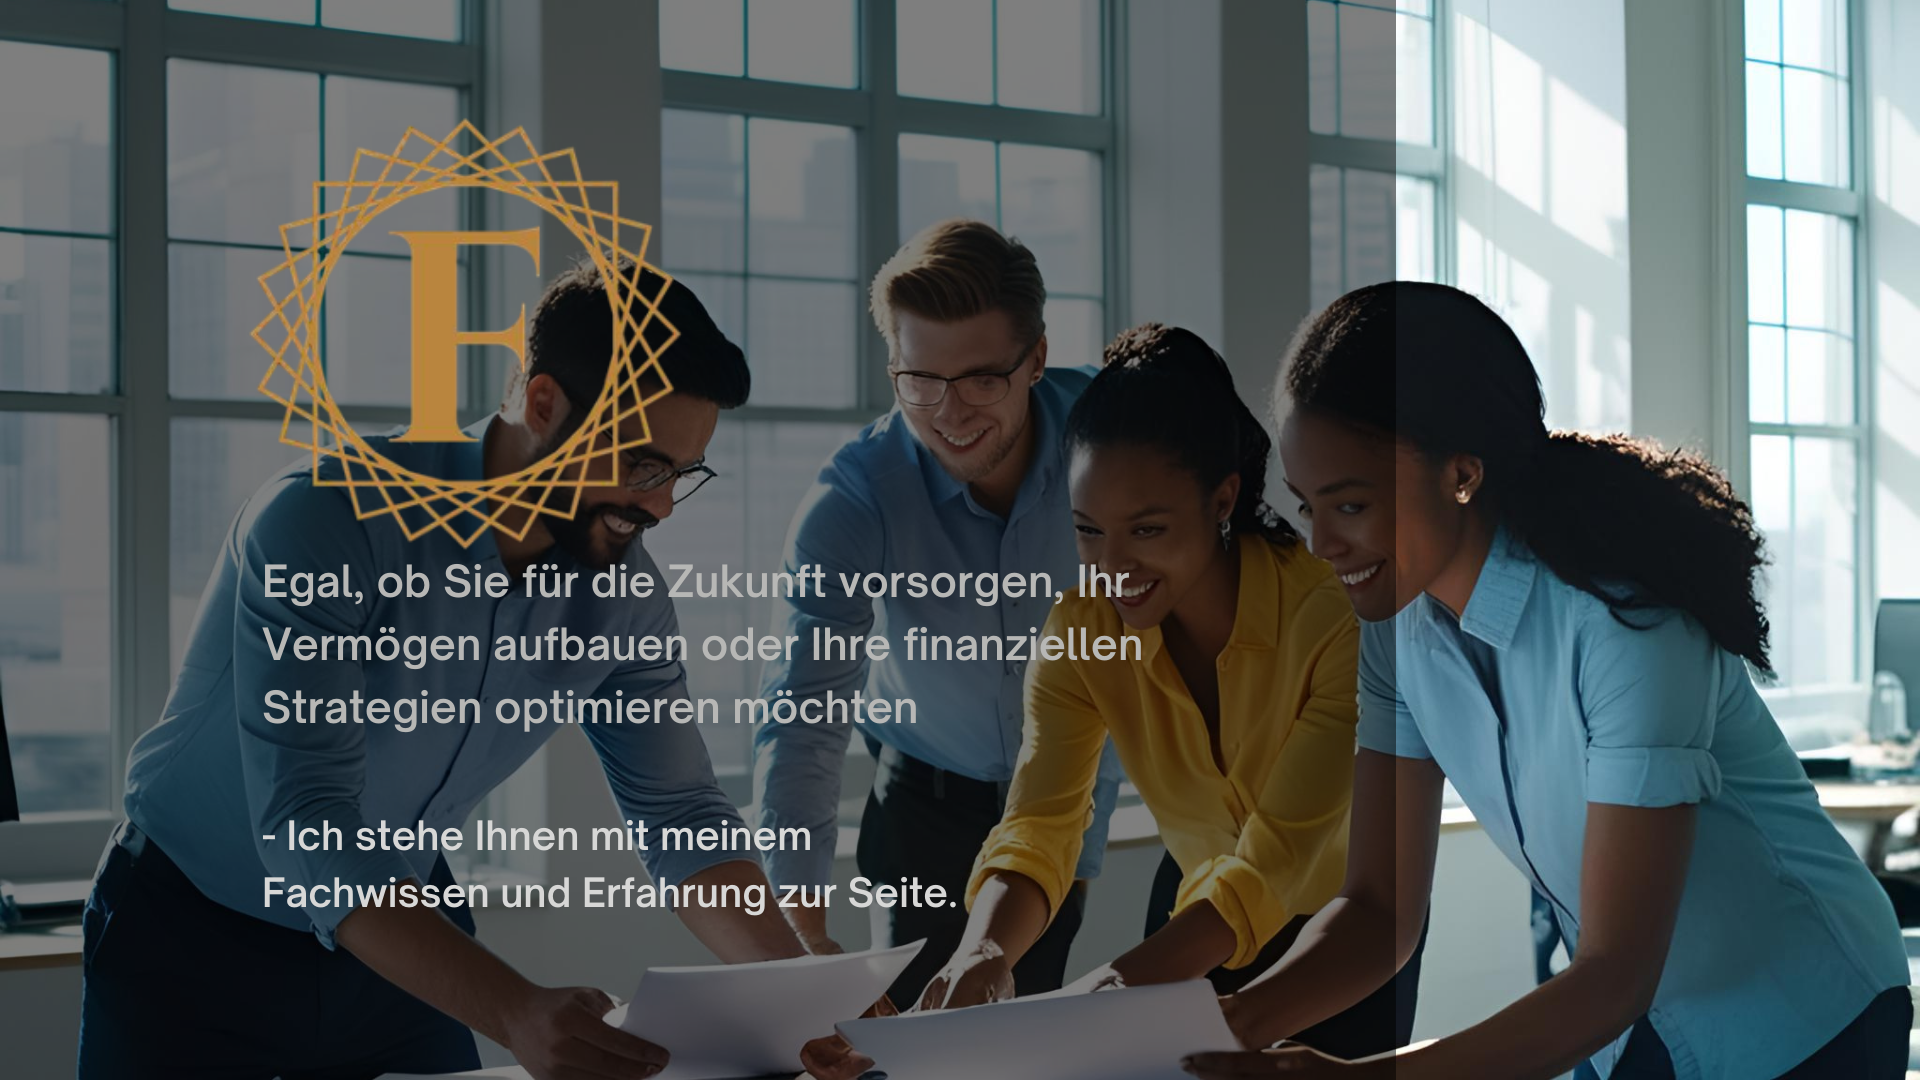 F
Egal, ob Sie für die Zukunft vorsorgen, Ihr
Vermögen aufbauen oder Ihre finanziellen
Strategien optimieren möchten
- Ich stehe Ihnen mit meinem
Fachwissen und Erfahrung zur Seite.